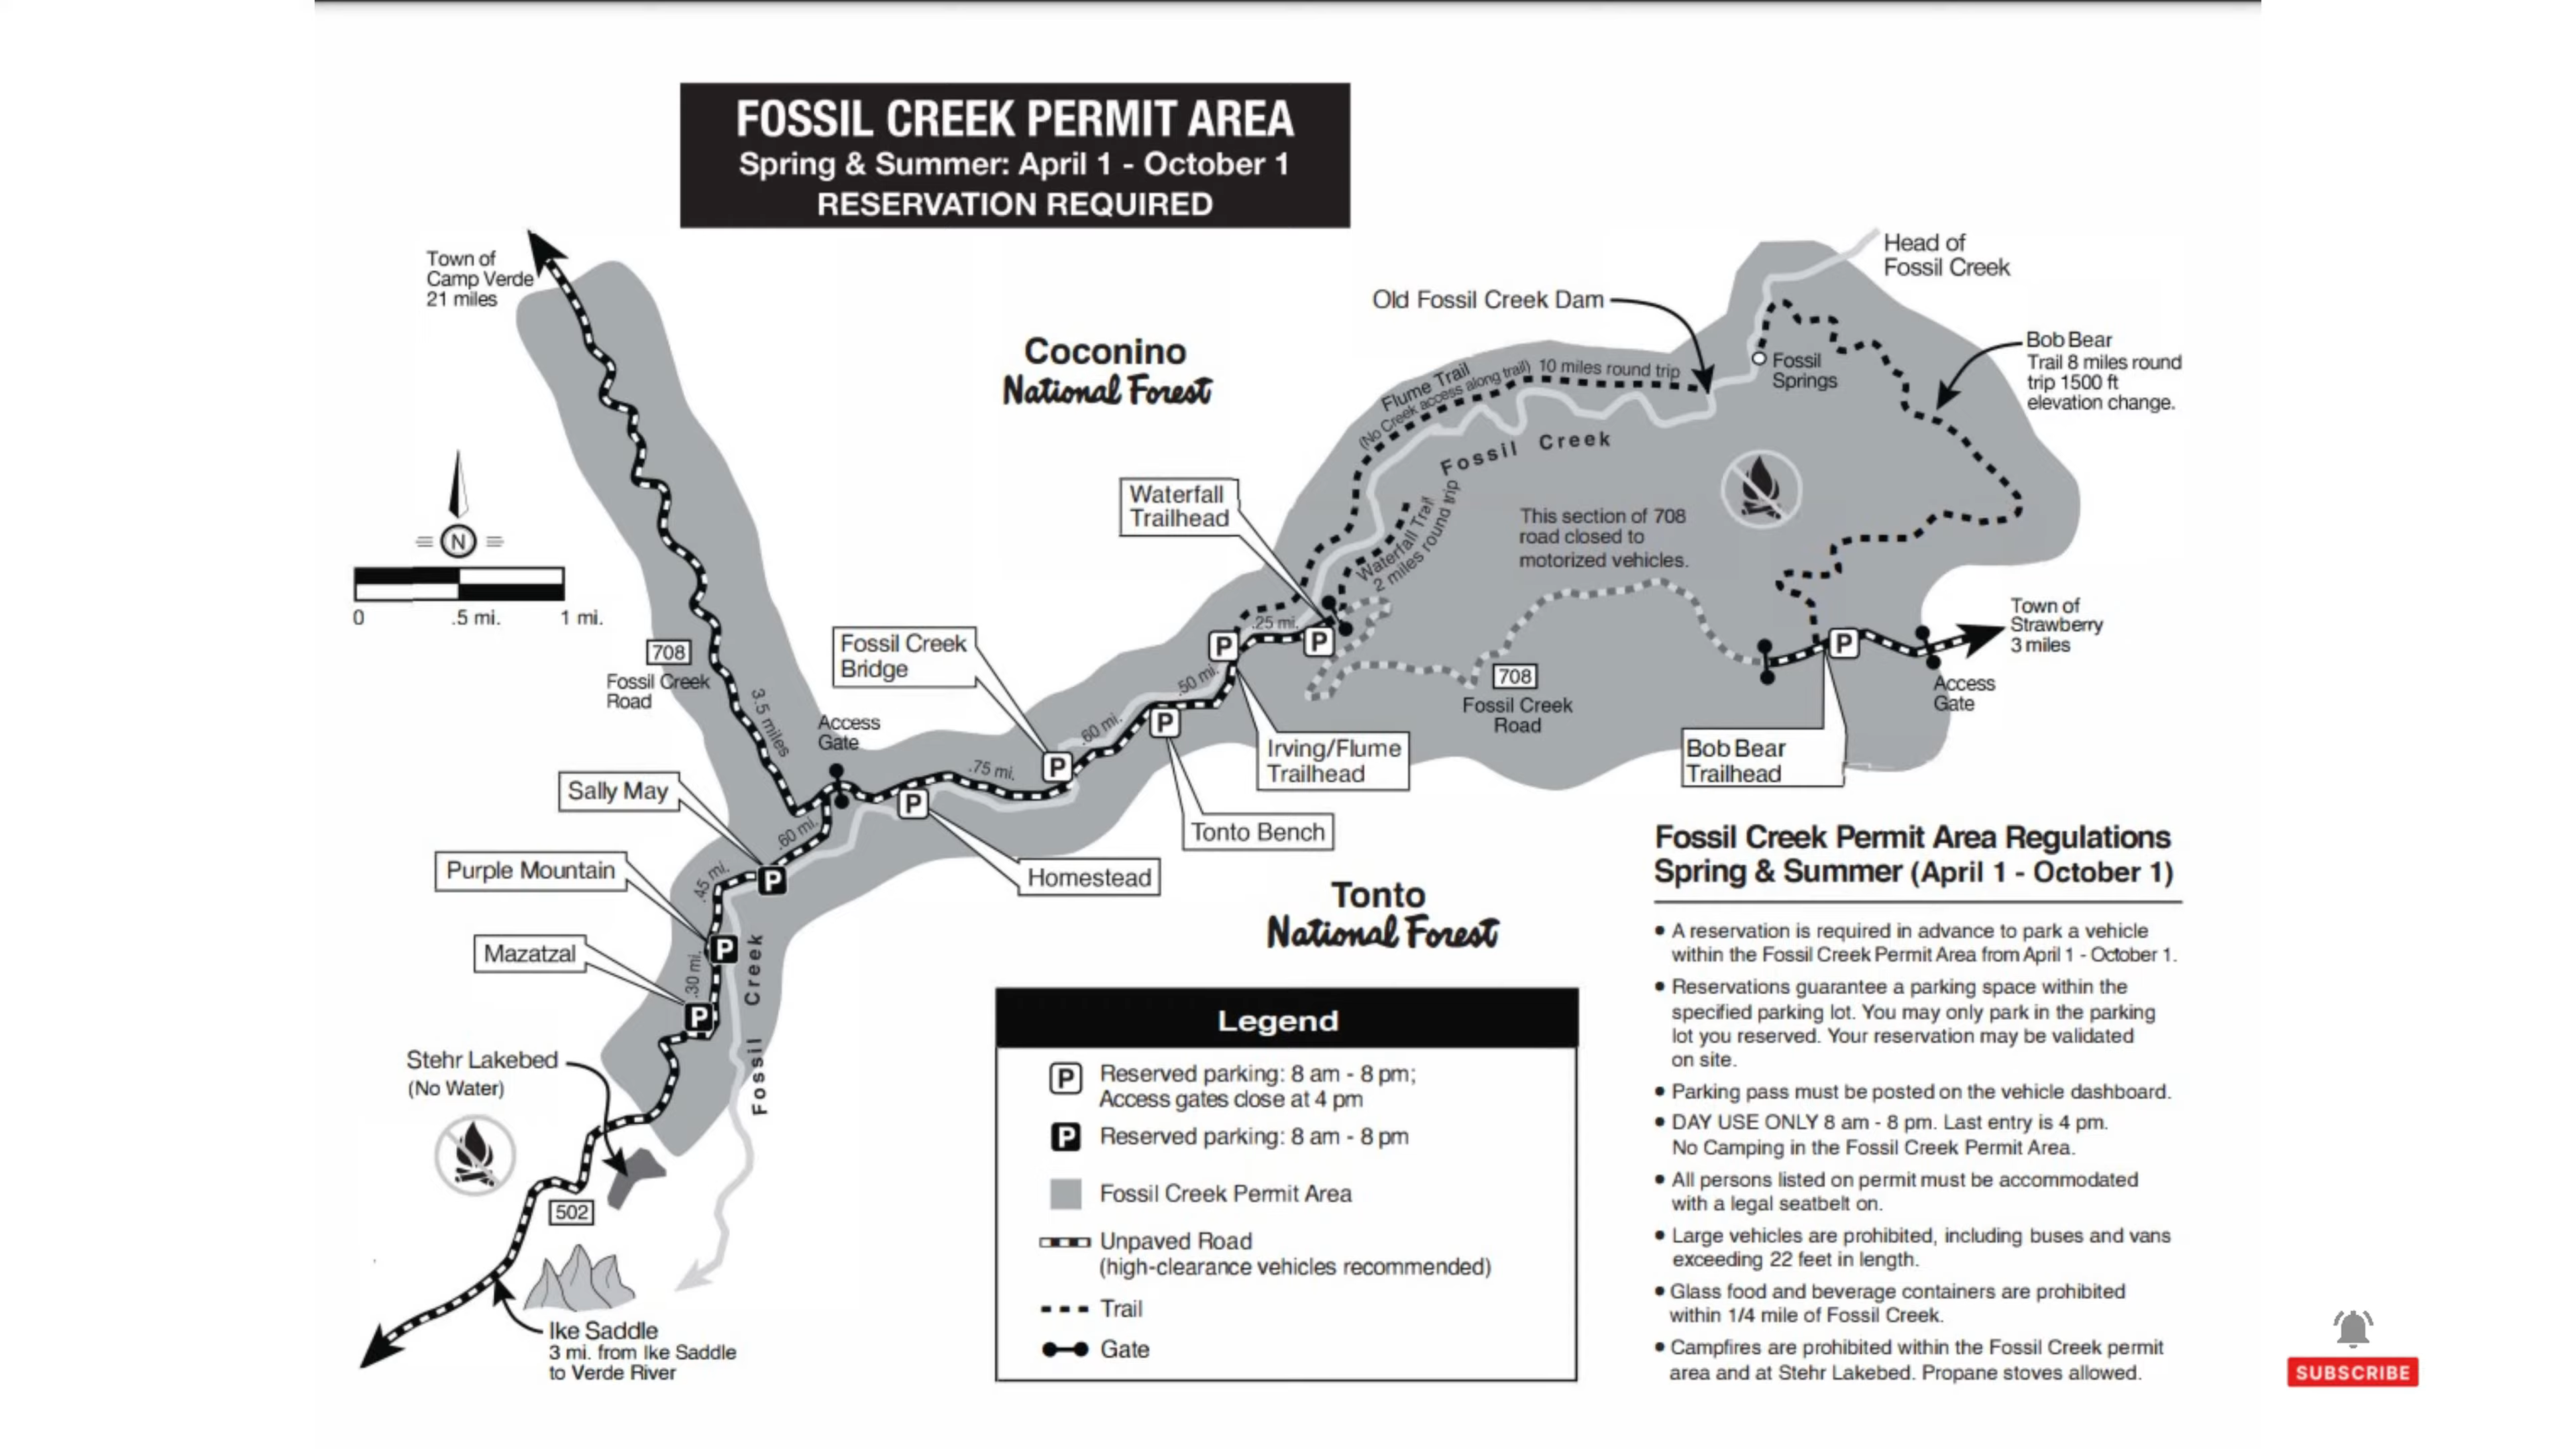 FOSSIL CREEK PERMIT AREA
Spring & Summer: April 1 - October 1
RESERVATION REQUIRED
Town of
Camp Verde
21 miles
Head of
Fossil Creek
Old Fossil Creek Dam
Coconino
National Forest
Flume Trail
(No Creek access along trail)
10 miles round trip
Fossil
Springs
Bob Bear
Trail 8 miles round
trip 1500 ft
elevation change.
Fossil Creek
Waterfall
Trailhead
Waterfall Trail
2 miles round trip
This section of 708
road closed to
motorized vehicles.
N
0 .5 mi. 1 mi.
708
Fossil Creek
Road
3.5 miles
Fossil Creek
Bridge
P
.25 mi.
P
P
Town of
Strawberry
3 miles
Access
Gate
708
Fossil Creek
Road
.50 mi.
P
.60 mi.
Access
Gate
P
.75 mi.
P
Irving/Flume
Trailhead
Bob Bear
Trailhead
Sally May
.60 mi.
Tonto Bench
Purple Mountain
.45 mi.
P
Homestead
Mazatzal
P
.30 mi.
P
Fossil Creek
Fossil
Tonto
National Forest
Stehr Lakebed
(No Water)
502
Ike Saddle
3 mi. from Ike Saddle
to Verde River
Legend
P Reserved parking: 8 am - 8 pm;
Access gates close at 4 pm
P Reserved parking: 8 am - 8 pm
Fossil Creek Permit Area
Unpaved Road
(high-clearance vehicles recommended)
Trail
Gate
Fossil Creek Permit Area Regulations
Spring & Summer (April 1 - October 1)
• A reservation is required in advance to park a vehicle
within the Fossil Creek Permit Area from April 1 - October 1.
• Reservations guarantee a parking space within the
specified parking lot. You may only park in the parking
lot you reserved. Your reservation may be validated
on site.
• Parking pass must be posted on the vehicle dashboard.
• DAY USE ONLY 8 am - 8 pm. Last entry is 4 pm.
No Camping in the Fossil Creek Permit Area.
• All persons listed on permit must be accommodated
with a legal seatbelt on.
• Large vehicles are prohibited, including buses and vans
exceeding 22 feet in length.
• Glass food and beverage containers are prohibited
within 1/4 mile of Fossil Creek.
• Campfires are prohibited within the Fossil Creek permit
area and at Stehr Lakebed. Propane stoves allowed.
SUBSCRIBE